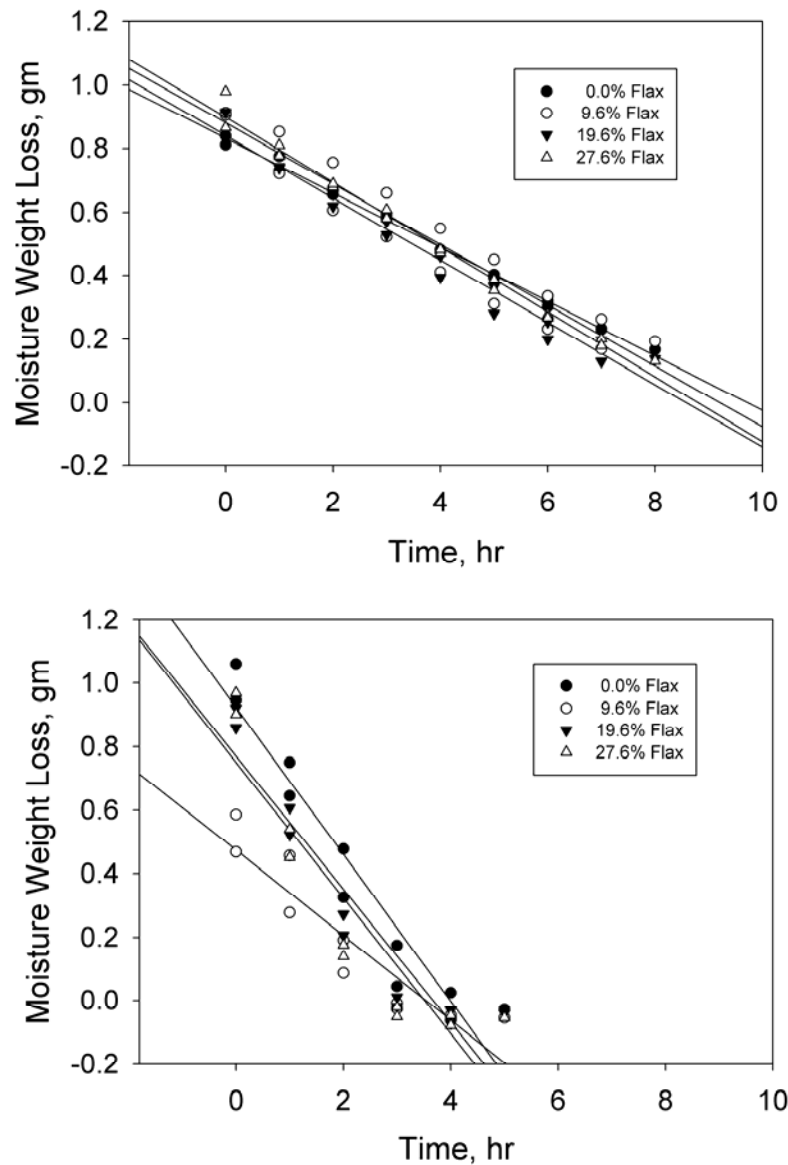 1.2
1.0
0.8
0.6
0.4
0.2
0.0
-0.2
Moisture Weight Loss, gm
0.0% Flax
9.6% Flax
19.6% Flax
27.6% Flax
0 2 4 6 8 10
Time, hr
1.2
1.0
0.8
0.6
0.4
0.2
0.0
-0.2
Moisture Weight Loss, gm
0.0% Flax
9.6% Flax
19.6% Flax
27.6% Flax
0 2 4 6 8 10
Time, hr